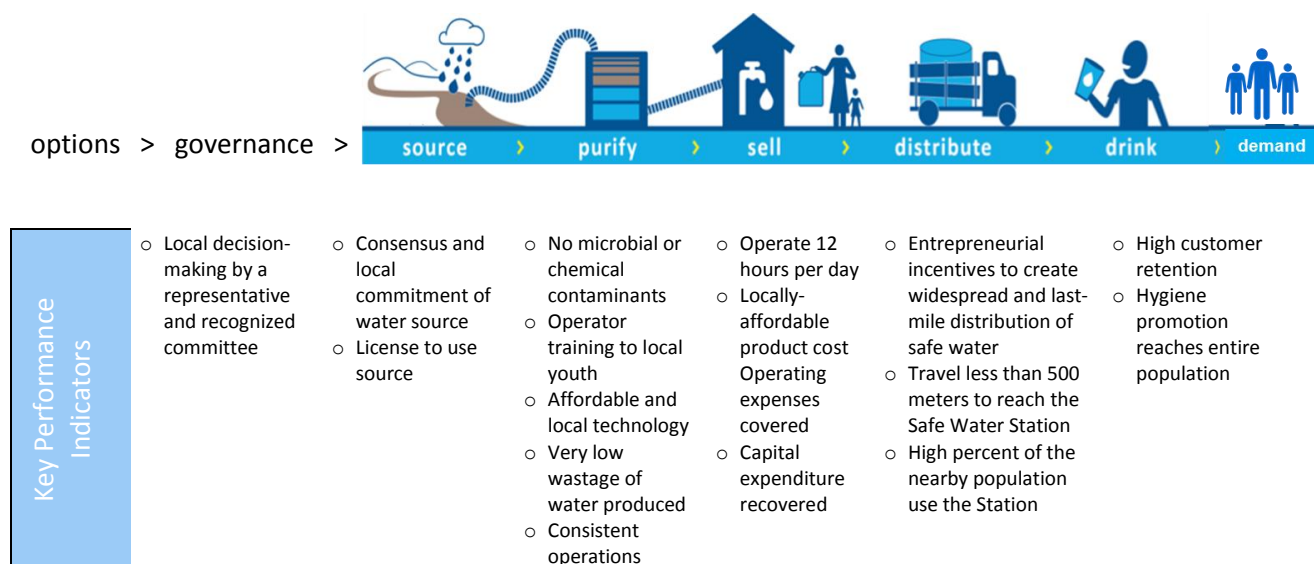 options > governance > source > purify > sell > distribute > drink > demand
Key Performance
Indicators
o Local decision-
making by a
representative
and recognized
committee
o Consensus and
local
commitment of
water source
o License to use
source
o No microbial or
chemical
contaminants
o Operator
training to local
youth
o Affordable and
local technology
o Very low
wastage of
water produced
o Consistent
operations
o Operate 12
hours per day
o Locally-
affordable
product cost
Operating
expenses
covered
o Capital
expenditure
recovered
o Entrepreneurial
incentives to create
widespread and last-
mile distribution of
safe water
o Travel less than 500
meters to reach the
Safe Water Station
o High percent of the
nearby population
use the Station
o High customer
retention
o Hygiene
promotion
reaches entire
population